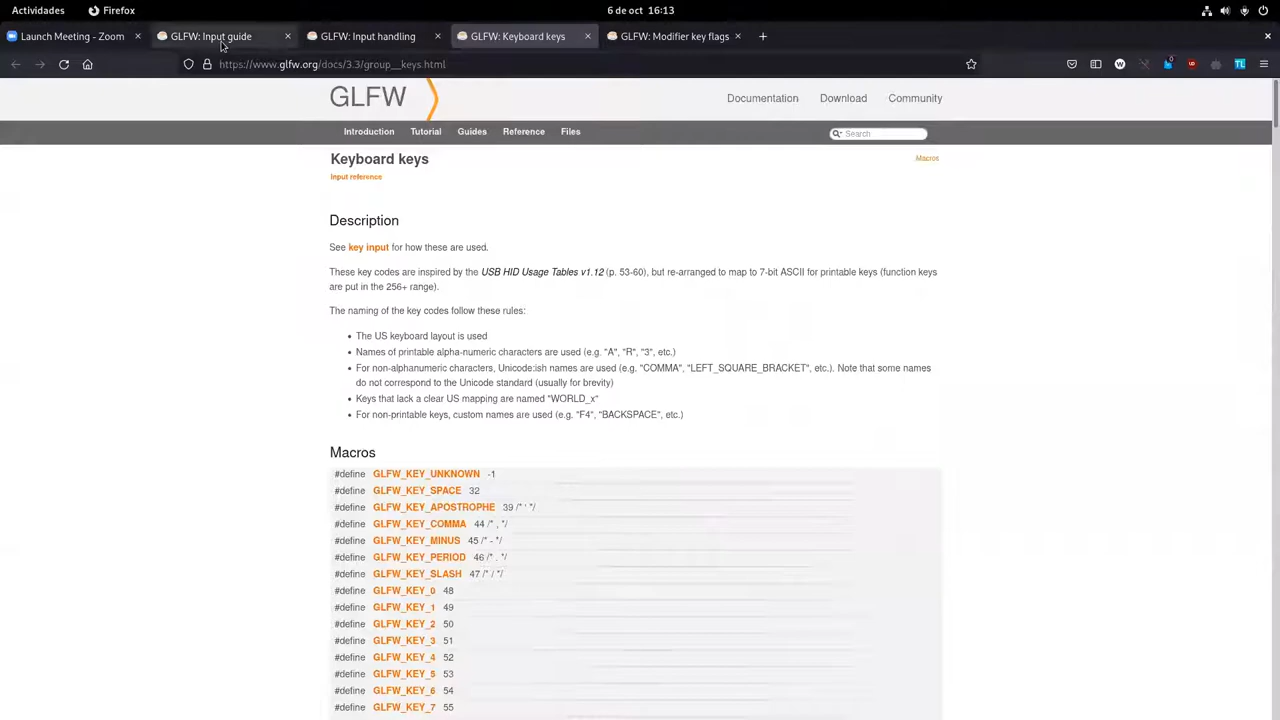 Actividades
Firefox
6 de oct 16:13
Launch Meeting - Zoom
GLFW: Input guide
GLFW: Input handling
GLFW: Keyboard keys
GLFW: Modifier key flags
https://www.glfw.org/docs/3.3/group__keys.html
GLFW
Documentation
Download
Community
Introduction
Tutorial
Guides
Reference
Files
Search
Keyboard keys
Macros
Input reference
Description
See key input for how these are used.
These key codes are inspired by the USB HID Usage Tables v1.12 (p. 53-60), but re-arranged to map to 7-bit ASCII for printable keys (function keys
are put in the 256+ range).
The naming of the key codes follow these rules:
• The US keyboard layout is used
• Names of printable alpha-numeric characters are used (e.g. "A", "R", "3", etc.)
• For non-alphanumeric characters, Unicode:ish names are used (e.g. "COMMA", "LEFT_SQUARE_BRACKET", etc.). Note that some names
do not correspond to the Unicode standard (usually for brevity)
• Keys that lack a clear US mapping are named "WORLD_x"
• For non-printable keys, custom names are used (e.g. "F4", "BACKSPACE", etc.)
Macros
#define GLFW_KEY_UNKNOWN -1
#define GLFW_KEY_SPACE 32
#define GLFW_KEY_APOSTROPHE 39 /* ' */
#define GLFW_KEY_COMMA 44 /* , */
#define GLFW_KEY_MINUS 45 /* - */
#define GLFW_KEY_PERIOD 46 /* . */
#define GLFW_KEY_SLASH 47 /* / */
#define GLFW_KEY_0 48
#define GLFW_KEY_1 49
#define GLFW_KEY_2 50
#define GLFW_KEY_3 51
#define GLFW_KEY_4 52
#define GLFW_KEY_5 53
#define GLFW_KEY_6 54
#define GLFW_KEY_7 55